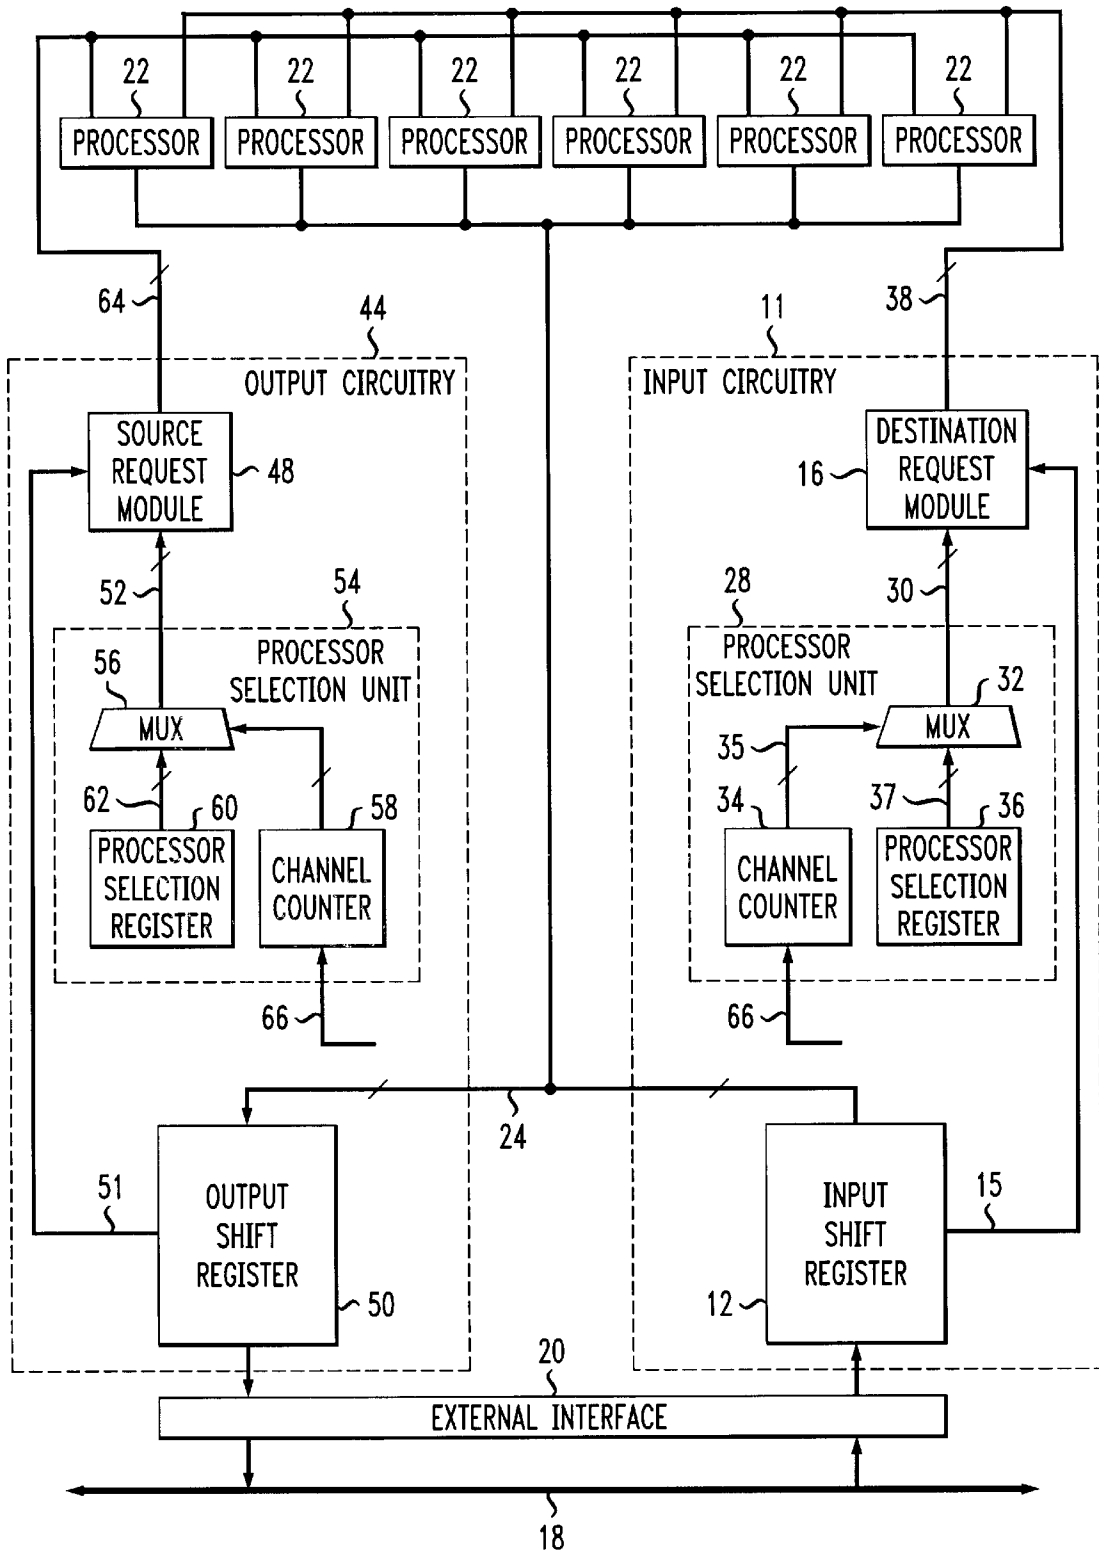 22 22 22 22 22 22
PROCESSOR PROCESSOR PROCESSOR PROCESSOR PROCESSOR PROCESSOR
64
38
44
11
OUTPUT CIRCUITRY
INPUT CIRCUITRY
SOURCE
REQUEST
MODULE
48
16
DESTINATION
REQUEST
MODULE
52
54
28
30
PROCESSOR
SELECTION UNIT
56
MUX
PROCESSOR
SELECTION UNIT
32
MUX
35
62
60
58
34
37
36
PROCESSOR
SELECTION
REGISTER
CHANNEL
COUNTER
CHANNEL
COUNTER
PROCESSOR
SELECTION
REGISTER
66
66
24
51
OUTPUT
SHIFT
REGISTER
50
INPUT
SHIFT
REGISTER
15
12
20
EXTERNAL INTERFACE
18